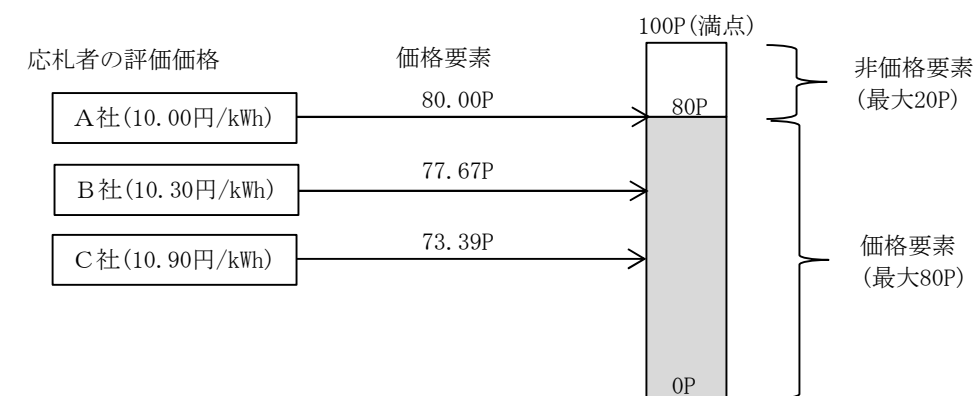 100P(満点)
応札者の評価価格
価格要素
非価格要素
(最大20P)
A社(10.00円/kWh)
80.00P
80P
B社(10.30円/kWh)
77.67P
C社(10.90円/kWh)
73.39P
価格要素
(最大80P)
0P